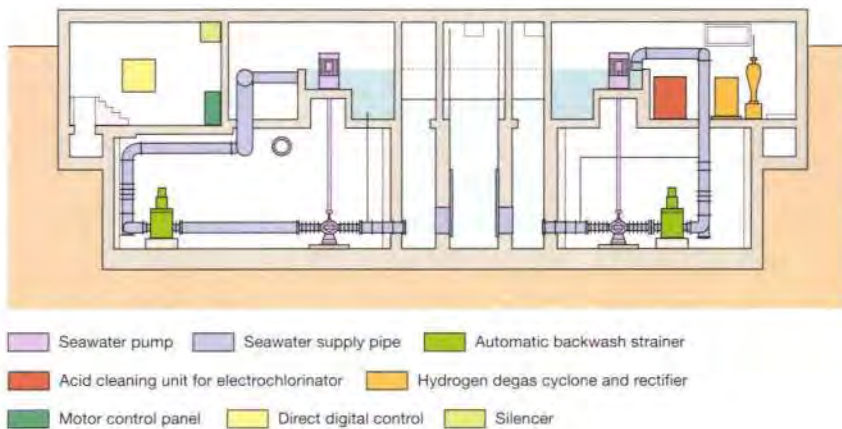 Seawater pump Seawater supply pipe Automatic backwash strainer
Acid cleaning unit for electrochlorinator Hydrogen degas cyclone and rectifier
Motor control panel Direct digital control Silencer